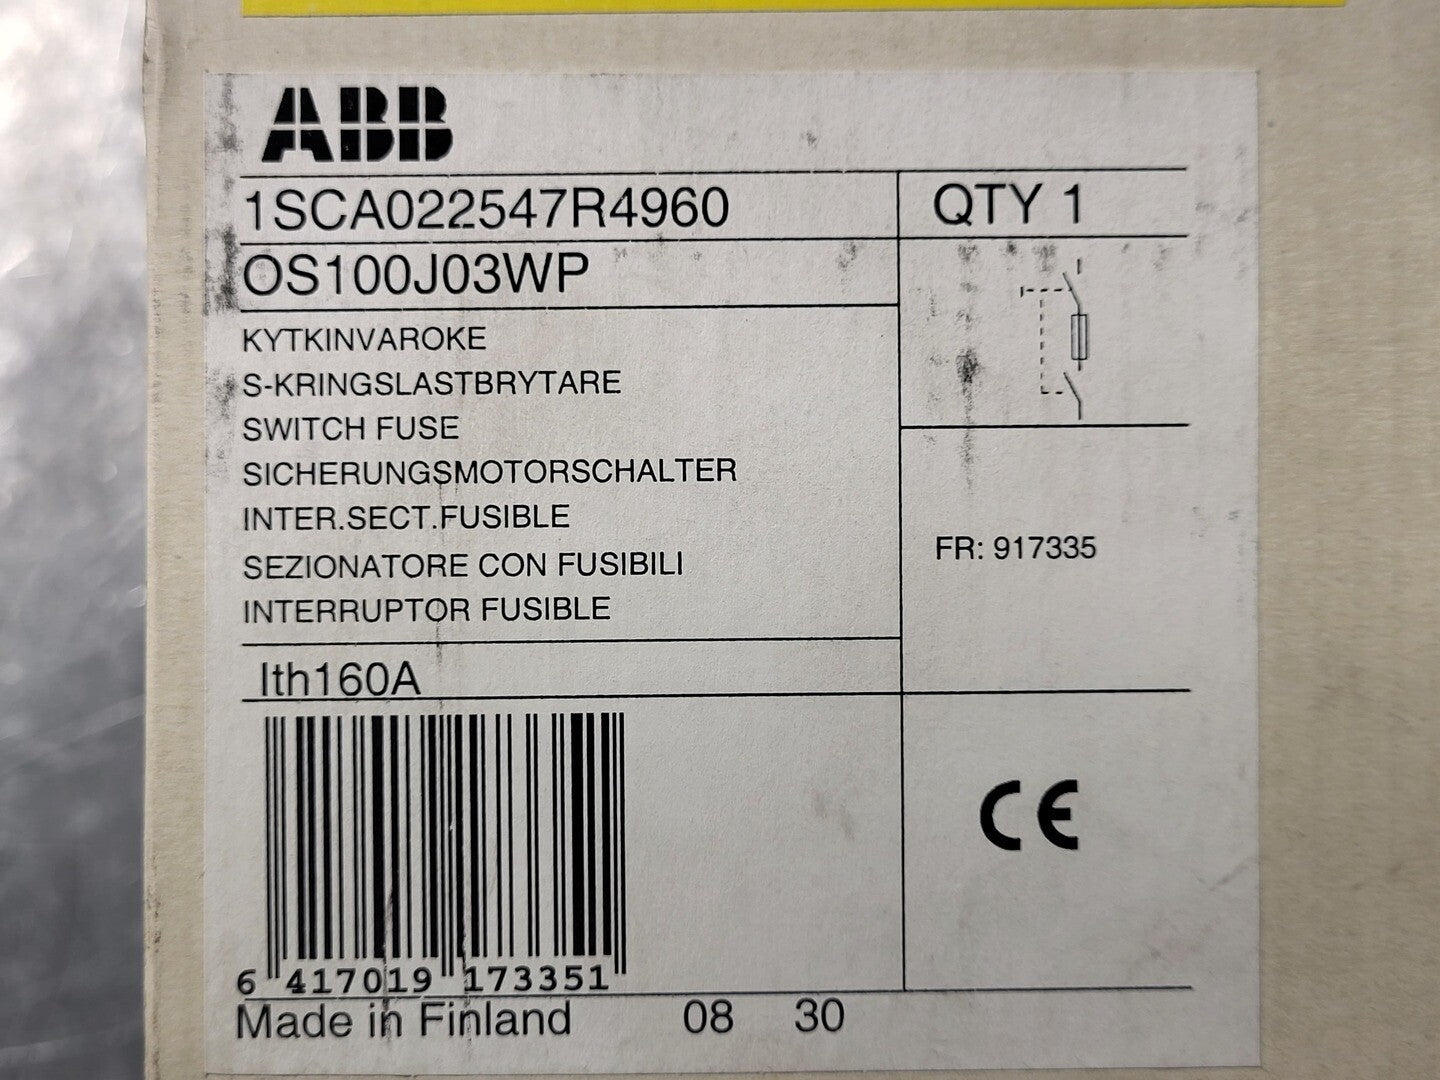 ABB
1SCA022547R4960
QTY 1
OS100J03WP
KYTKINVAROKE
S-KRINGSLASTBRYTARE
SWITCH FUSE
SICHERUNGSMOTORSCHALTER
INTER.SECT.FUSIBLE
SEZIONATORE CON FUSIBILI
INTERRUPTOR FUSIBLE
FR: 917335
Ith160A
CE
6 417019 173351
Made in Finland 08 30